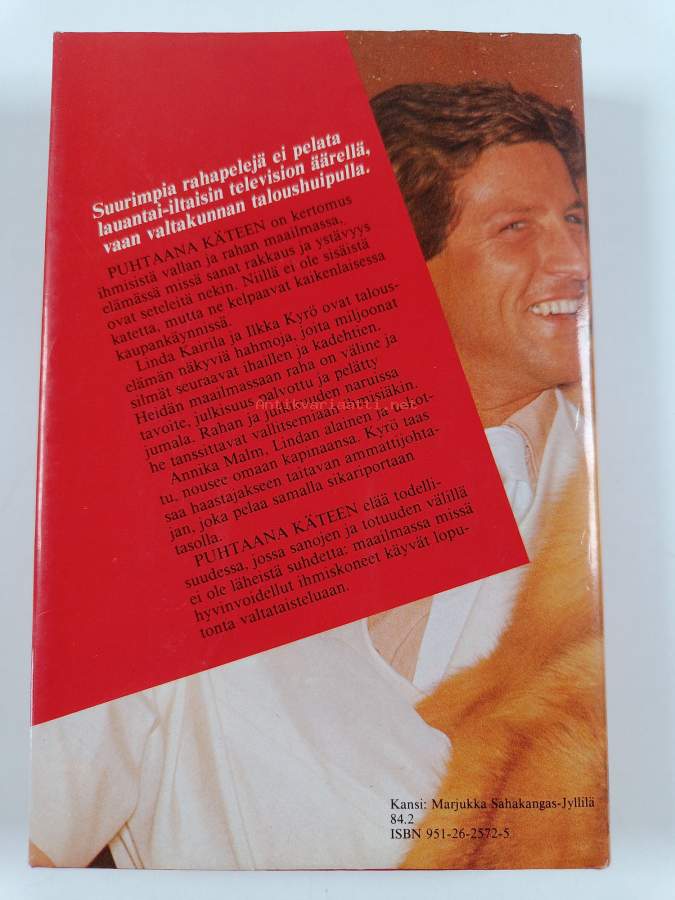 Suurimpia rahapelejä ei pelata
lauantai-iltaisin television äärellä,
vaan valtakunnan taloushuipulla.
PUHTAANA KÄTEEN on kertomus
ihmisistä vallan ja rahan maailmassa,
elämässä missä sanat rakkaus ja ystävyys
ovat seteleitä nekin. Niillä ei ole sisäistä
katetta, mutta ne kelpaavat kaikenlaisessa
kaupankäynnissä.
Linda Kairila ja Ilkka Kyrö ovat talous-
elämän näkyviä hahmoja, joita miljoonat
silmät seuraavat ihaillen ja kadehtien.
Heidän maailmassaan raha on väline ja
tavoite, julkisuus palvottu ja pelätty
jumala. Rahan ja julkisuuden naruissa
he tanssittavat vallitsemiaan ihmisiäkin.
Annika Malm, Lindan alainen ja luotet-
tu, nousee omaan kapinaansa. Kyrö taas
saa haastajakseen taitavan ammattijohta-
jan, joka pelaa samalla sikariportaan
tasolla.
PUHTAANA KÄTEEN elää todelli-
suudessa, jossa sanojen ja totuuden välillä
ei ole läheistä suhdetta; maailmassa missä
hyvinvoidellut ihmiskoneet käyvät lopu-
tonta valtataisteluaan.
Antikvariaatti.net
Kansi: Marjukka Sahakangas-Jyllilä
84.2
ISBN 951-26-2572-5